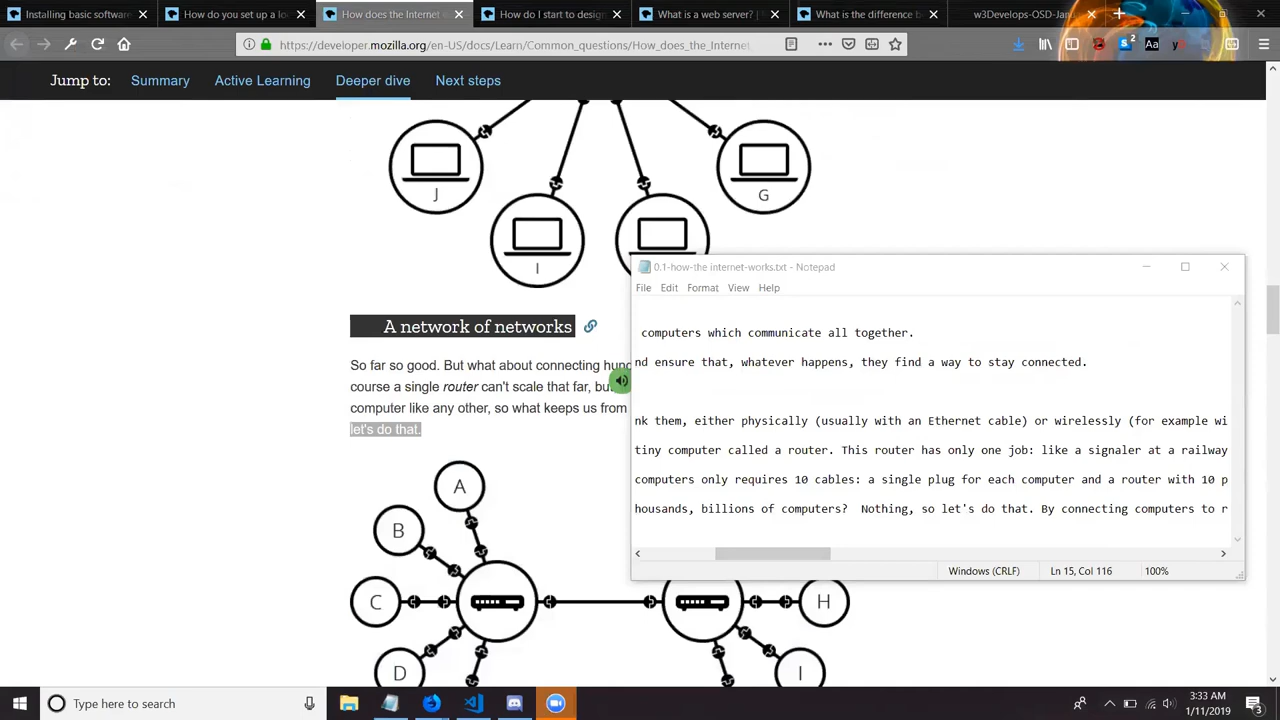 Installing basic software
How do you set up a lo
How does the Internet
How do I start to design
What is a web server?
What is the difference b
w3Develops-OSD-Jan
https://developer.mozilla.org/en-US/docs/Learn/Common_questions/How_does_the_Internet
2
Aa
Jump to: Summary Active Learning Deeper dive Next steps
J
G
I
A network of networks
So far so good. But what about connecting hun
course a single router can't scale that far, bu
computer like any other, so what keeps us from
let's do that.
0.1-how-the internet-works.txt - Notepad
File Edit Format View Help
computers which communicate all together.
nd ensure that, whatever happens, they find a way to stay connected.
nk them, either physically (usually with an Ethernet cable) or wirelessly (for example wi
tiny computer called a router. This router has only one job: like a signaler at a railway
computers only requires 10 cables: a single plug for each computer and a router with 10 p
housands, billions of computers?  Nothing, so let's do that. By connecting computers to r
Windows (CRLF) Ln 15, Col 116 100%
A
B
C
H
D
I
Type here to search
3:33 AM
1/11/2019
3